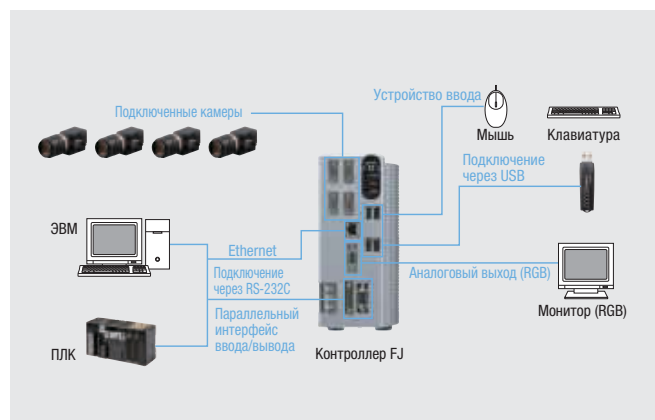 Устройство ввода
Подключенные камеры
Мышь
Клавиатура
Подключение
через USB
ЭВМ
Ethernet
Подключение
через RS-232C
Аналоговый выход (RGB)
Параллельный
интерфейс
ввода/вывода
Монитор (RGB)
ПЛК
Контроллер FJ